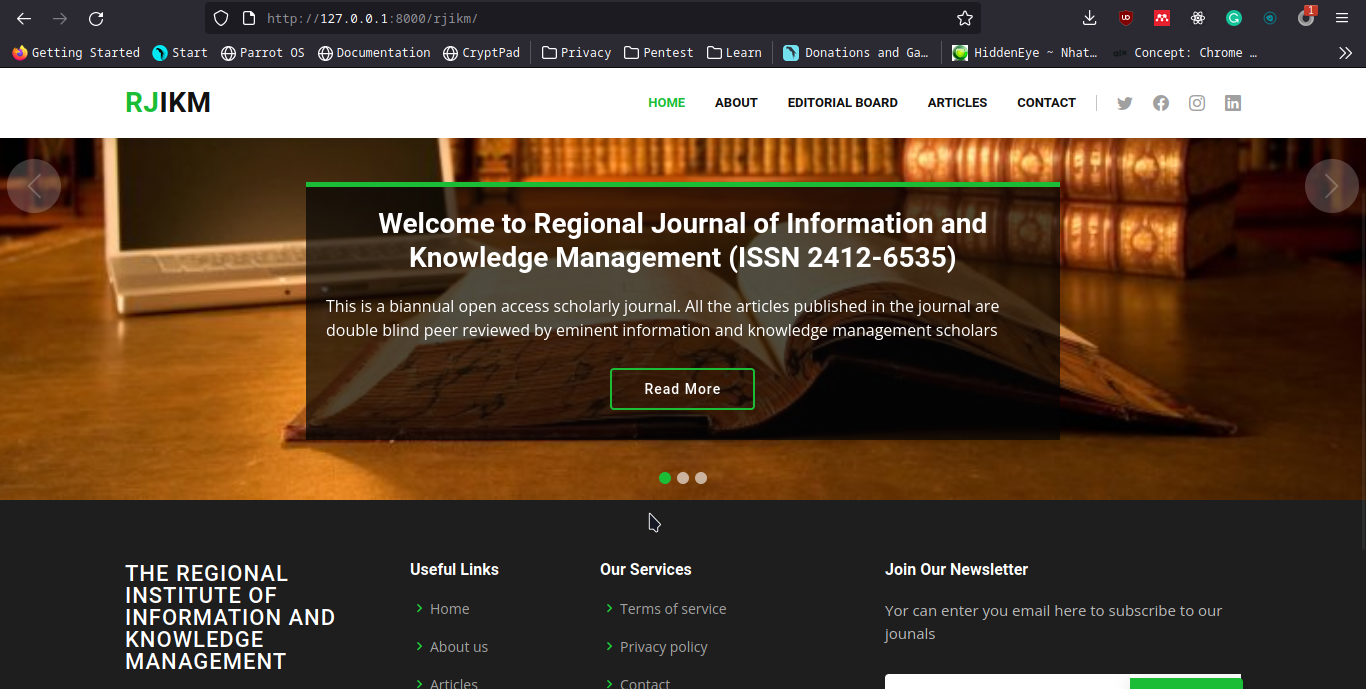 http://127.0.0.1:8000/rjikm/
1
Getting Started
Start
Parrot OS
Documentation
CryptPad
Privacy
Pentest
Learn
Donations and Ga…
HiddenEye ~ Nhat…
Concept: Chrome …
RJIKM
HOME
ABOUT
EDITORIAL BOARD
ARTICLES
CONTACT
Welcome to Regional Journal of Information and
Knowledge Management (ISSN 2412-6535)
This is a biannual open access scholarly journal. All the articles published in the journal are
double blind peer reviewed by eminent information and knowledge management scholars
Read More
THE REGIONAL
INSTITUTE OF
INFORMATION AND
KNOWLEDGE
MANAGEMENT
Useful Links
Home
About us
Articles
Our Services
Terms of service
Privacy policy
Contact
Join Our Newsletter
Yor can enter you email here to subscribe to our
jounals